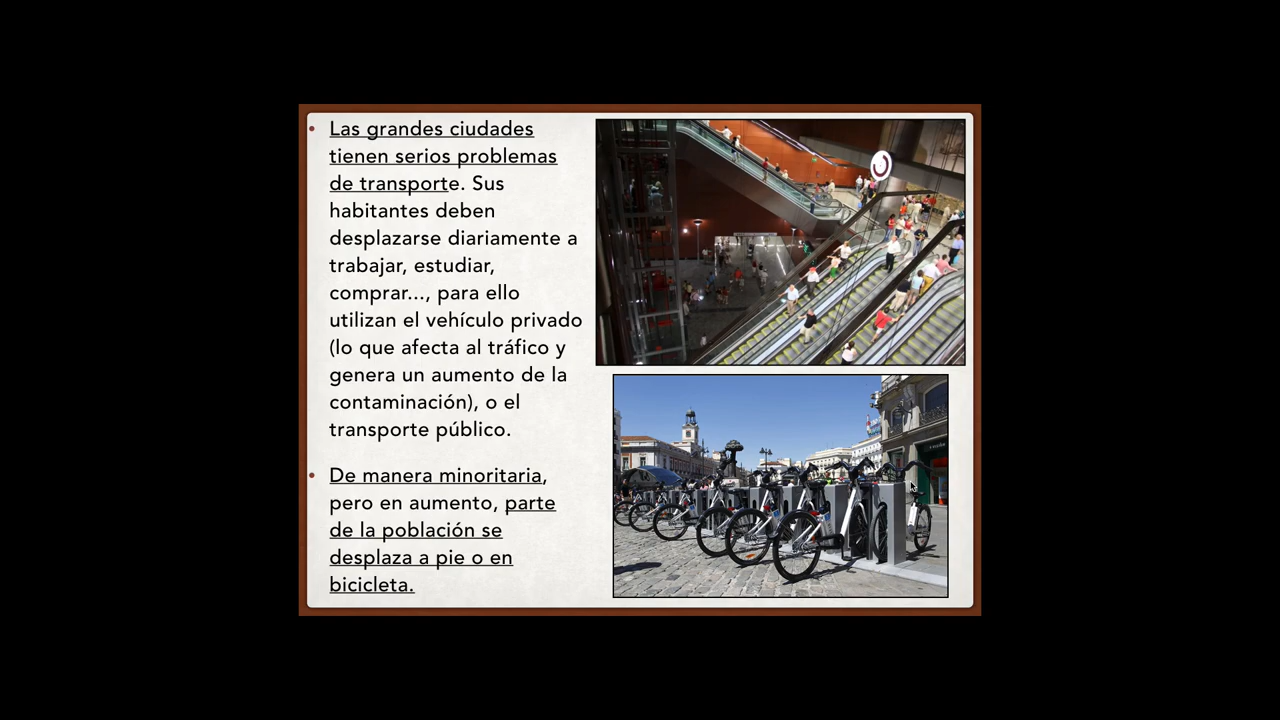 • Las grandes ciudades
tienen serios problemas
de transporte. Sus
habitantes deben
desplazarse diariamente a
trabajar, estudiar,
comprar..., para ello
utilizan el vehículo privado
(lo que afecta al tráfico y
genera un aumento de la
contaminación), o el
transporte público.
• De manera minoritaria,
pero en aumento, parte
de la población se
desplaza a pie o en
bicicleta.